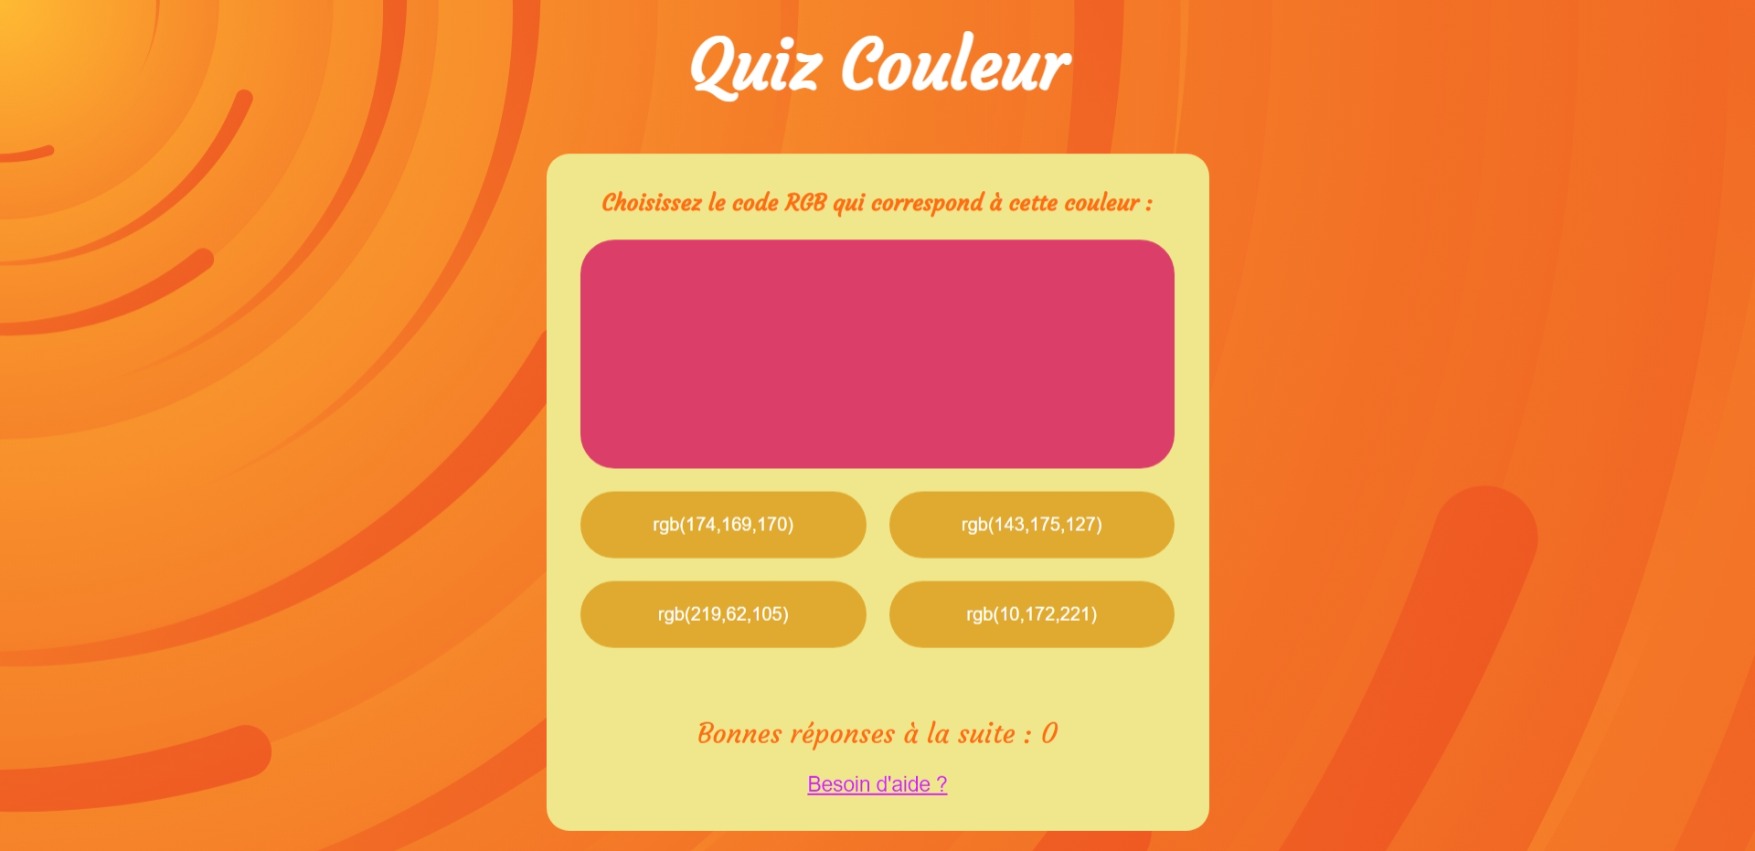 Quiz Couleur
Choisissez le code RGB qui correspond à cette couleur :
rgb(174,169,170)
rgb(143,175,127)
rgb(219,62,105)
rgb(10,172,221)
Bonnes réponses à la suite : 0
Besoin d'aide ?